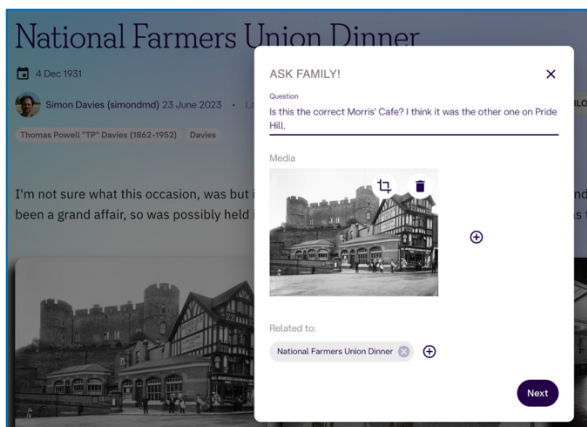 National Farmers Union Dinner
4 Dec 1931
Simon Davies (simondmd) 23 June 2023 •
Thomas Powell "TP" Davies (1862-1952) Davies
I'm not sure what this occasion, was but
been a grand affair, so was possibly held
ASK FAMILY!
Question
Is this the correct Morris' Cafe? I think it was the other one on Pride
Hill.
Media
Related to:
National Farmers Union Dinner
Next